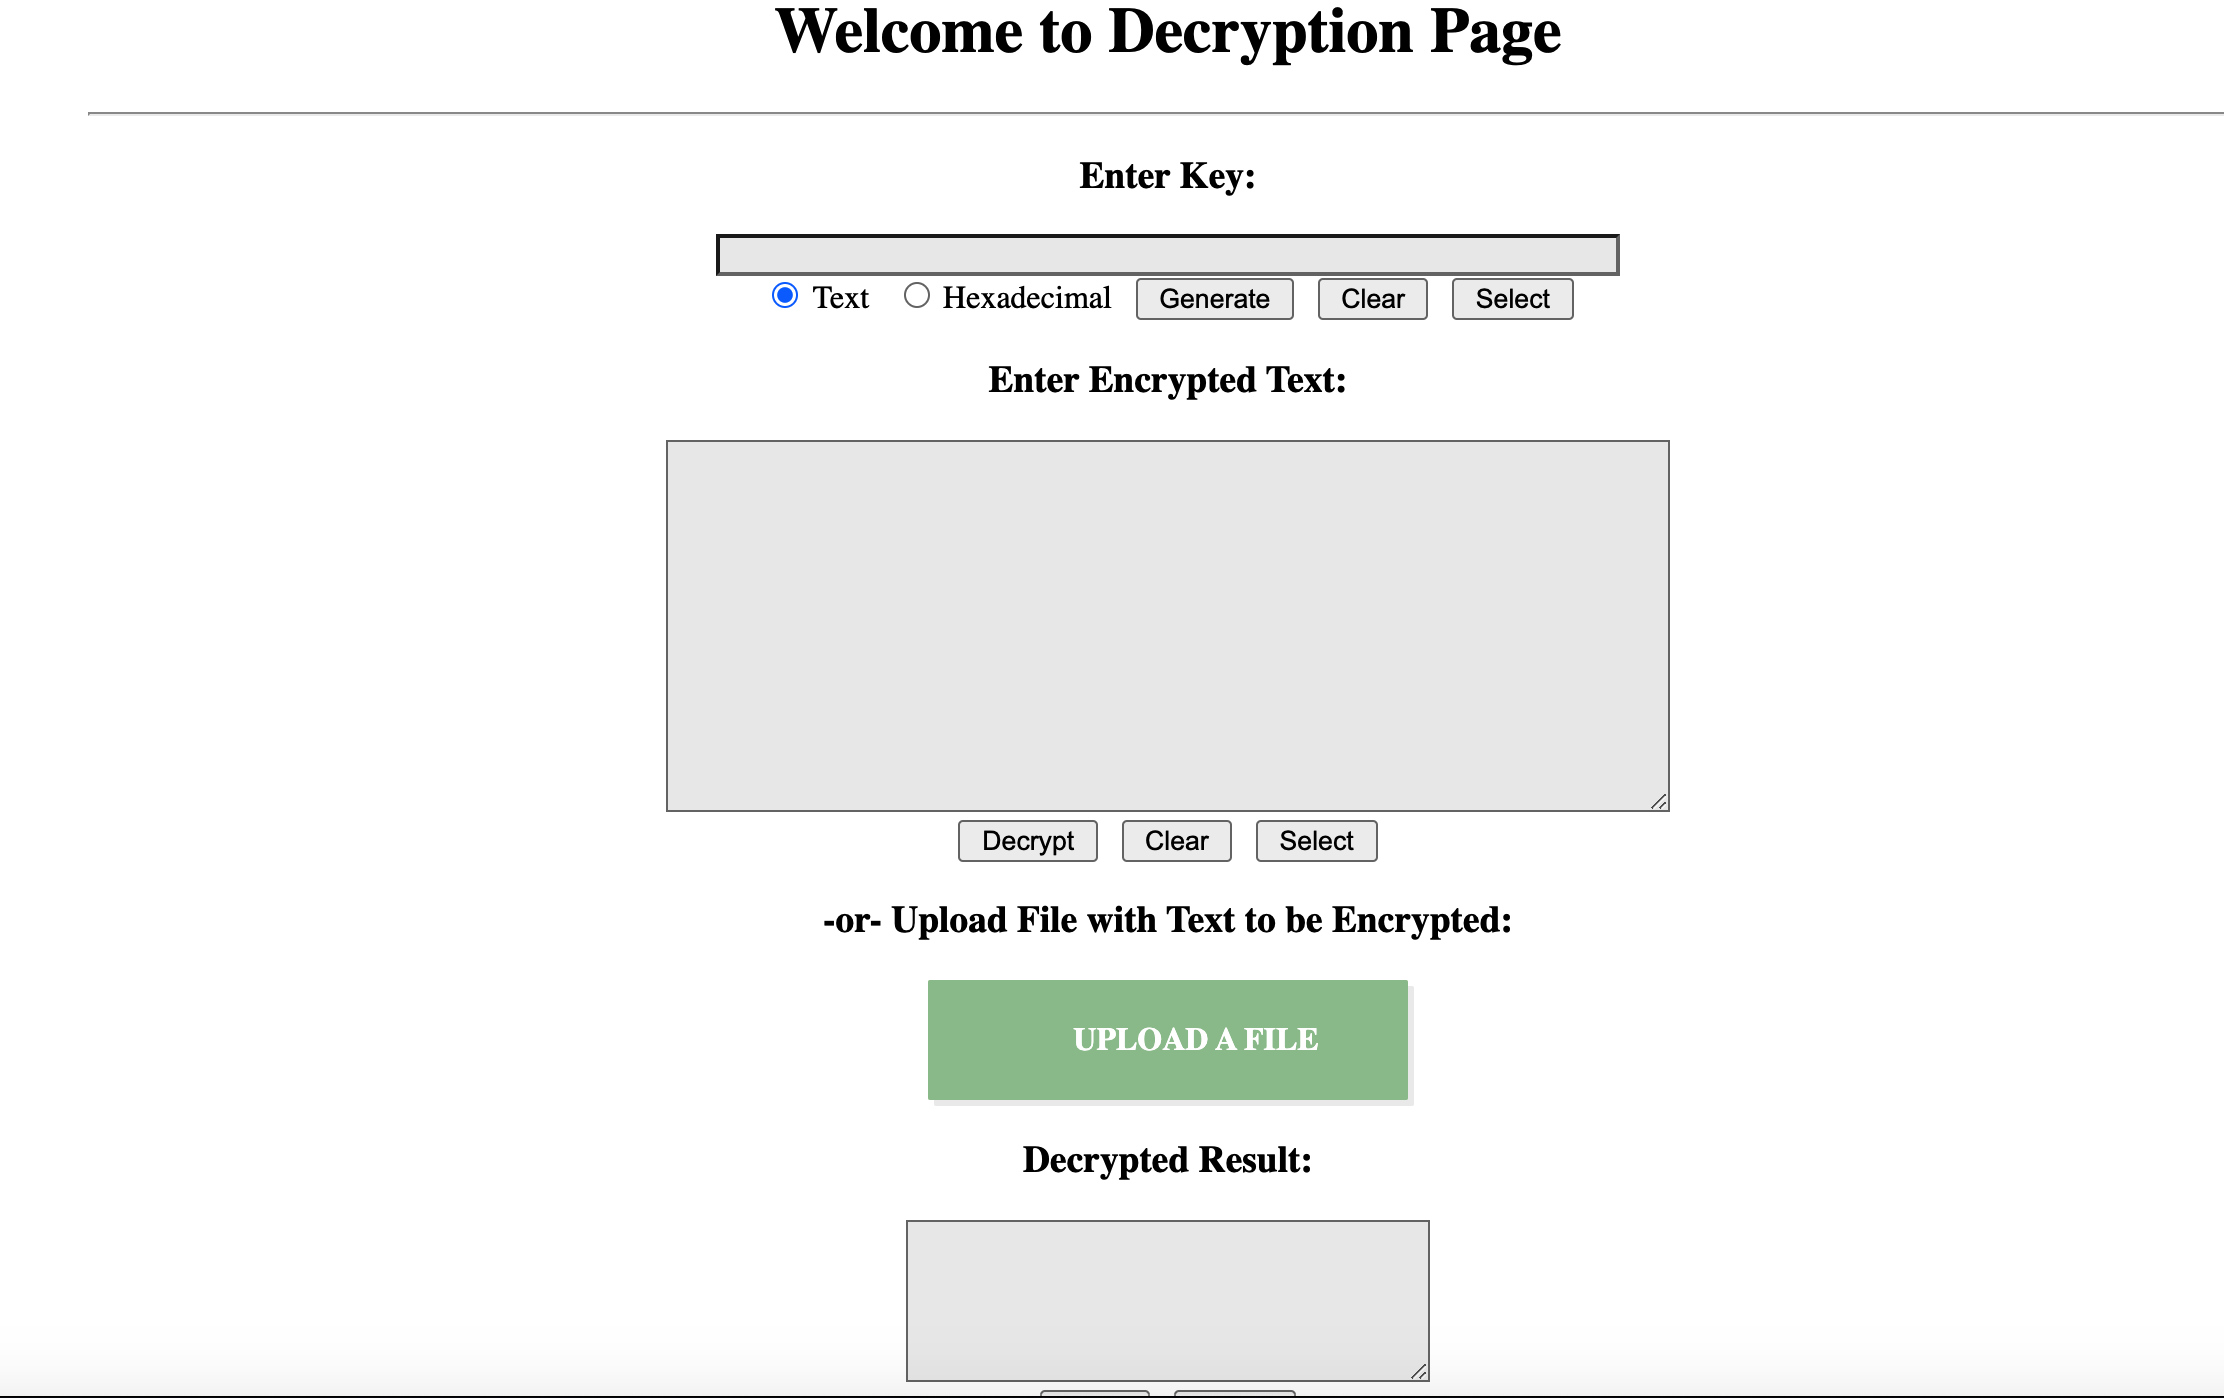 Welcome to Decryption Page
Enter Key:
Text Hexadecimal Generate Clear Select
Enter Encrypted Text:
Decrypt Clear Select
-or- Upload File with Text to be Encrypted:
UPLOAD A FILE
Decrypted Result: